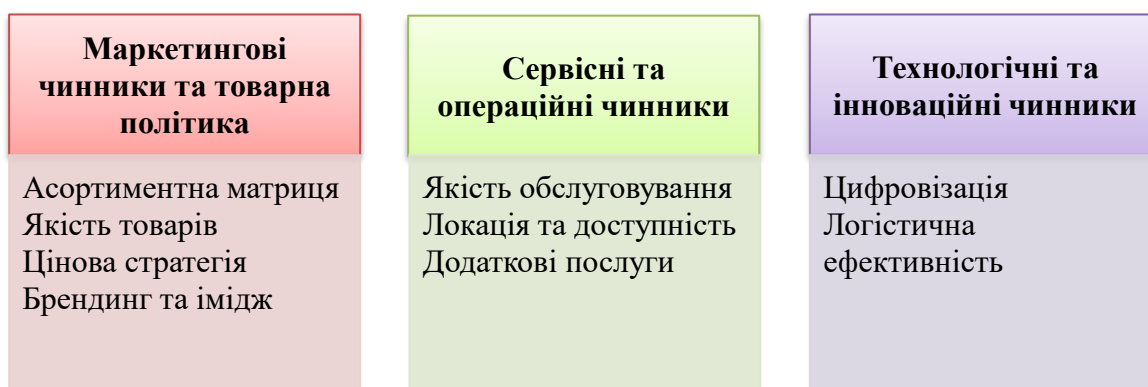 Маркетингові
чинники та товарна
політика
Асортиментна матриця
Якість товарів
Цінова стратегія
Брендинг та імідж
Сервісні та
операційні чинники
Якість обслуговування
Локація та доступність
Додаткові послуги
Технологічні та
інноваційні чинники
Цифровізація
Логістична
ефективність